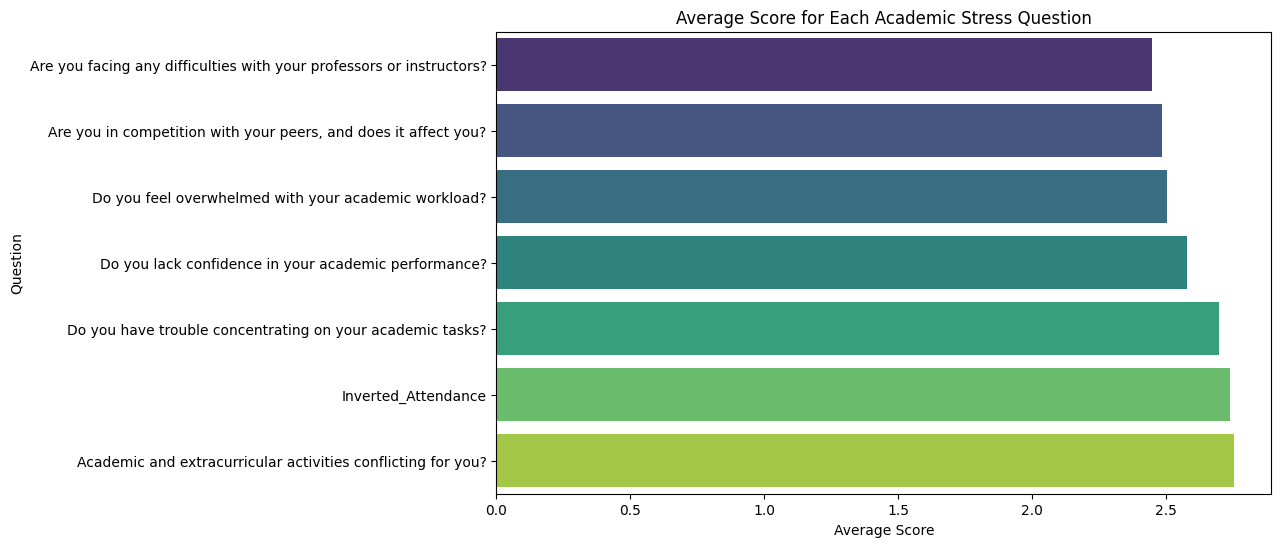 Average Score for Each Academic Stress Question
Question
Are you facing any difficulties with your professors or instructors?
Are you in competition with your peers, and does it affect you?
Do you feel overwhelmed with your academic workload?
Do you lack confidence in your academic performance?
Do you have trouble concentrating on your academic tasks?
Inverted_Attendance
Academic and extracurricular activities conflicting for you?
0.0 0.5 1.0 1.5 2.0 2.5
Average Score